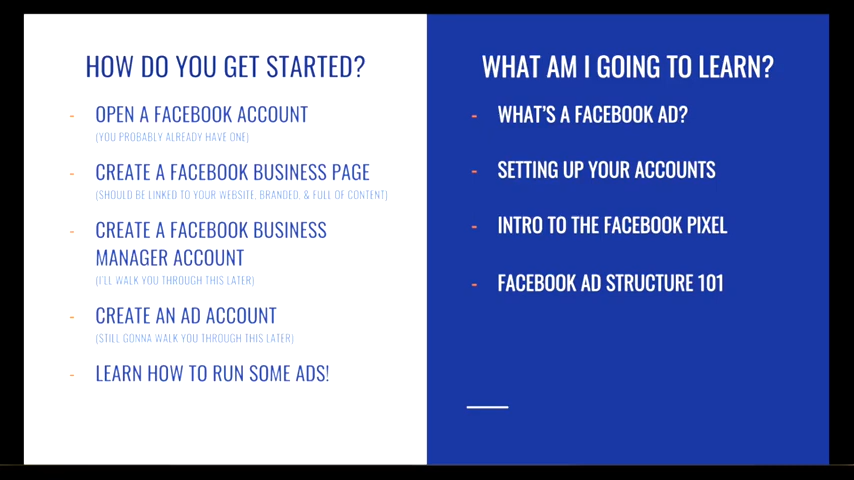 HOW DO YOU GET STARTED?
- OPEN A FACEBOOK ACCOUNT
(YOU PROBABLY ALREADY HAVE ONE)
- CREATE A FACEBOOK BUSINESS PAGE
(SHOULD BE LINKED TO YOUR WEBSITE, BRANDED, & FULL OF CONTENT)
- CREATE A FACEBOOK BUSINESS
MANAGER ACCOUNT
(I'LL WALK YOU THROUGH THIS LATER)
- CREATE AN AD ACCOUNT
(STILL GONNA WALK YOU THROUGH THIS LATER)
- LEARN HOW TO RUN SOME ADS!
WHAT AM I GOING TO LEARN?
- WHAT'S A FACEBOOK AD?
- SETTING UP YOUR ACCOUNTS
- INTRO TO THE FACEBOOK PIXEL
- FACEBOOK AD STRUCTURE 101